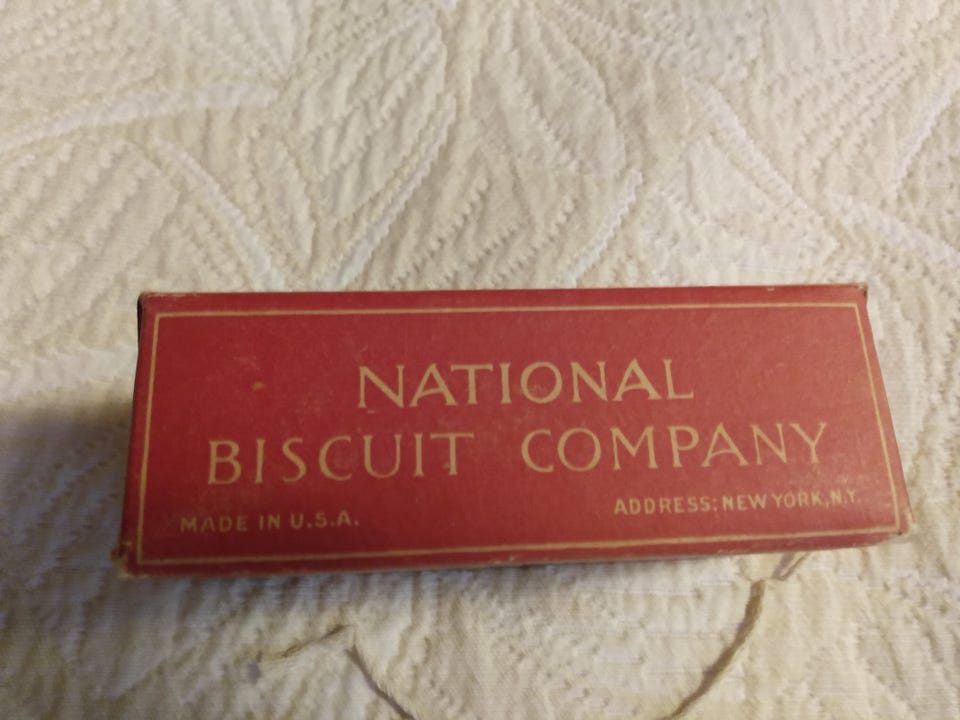 NATIONAL
BISCUIT COMPANY
MADE IN U.S.A.
ADDRESS: NEW YORK, N.Y.